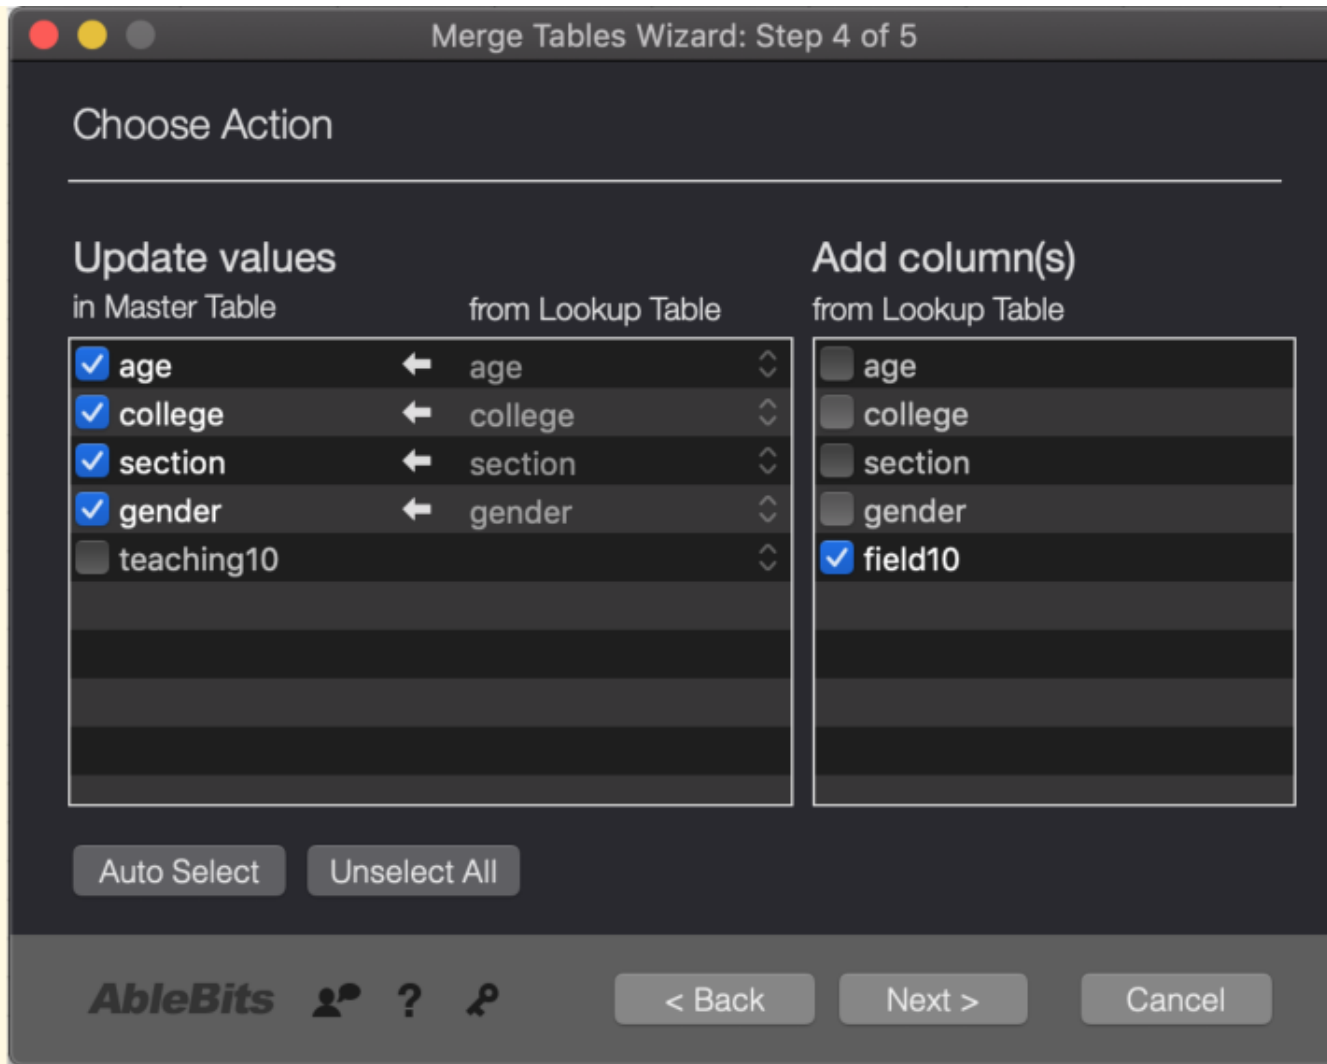 Merge Tables Wizard: Step 4 of 5
Choose Action
Update values
in Master Table
from Lookup Table
age age
college college
section section
gender gender
teaching10
Add column(s)
from Lookup Table
age
college
section
gender
field10
Auto Select
Unselect All
AbleBits
?
< Back
Next >
Cancel